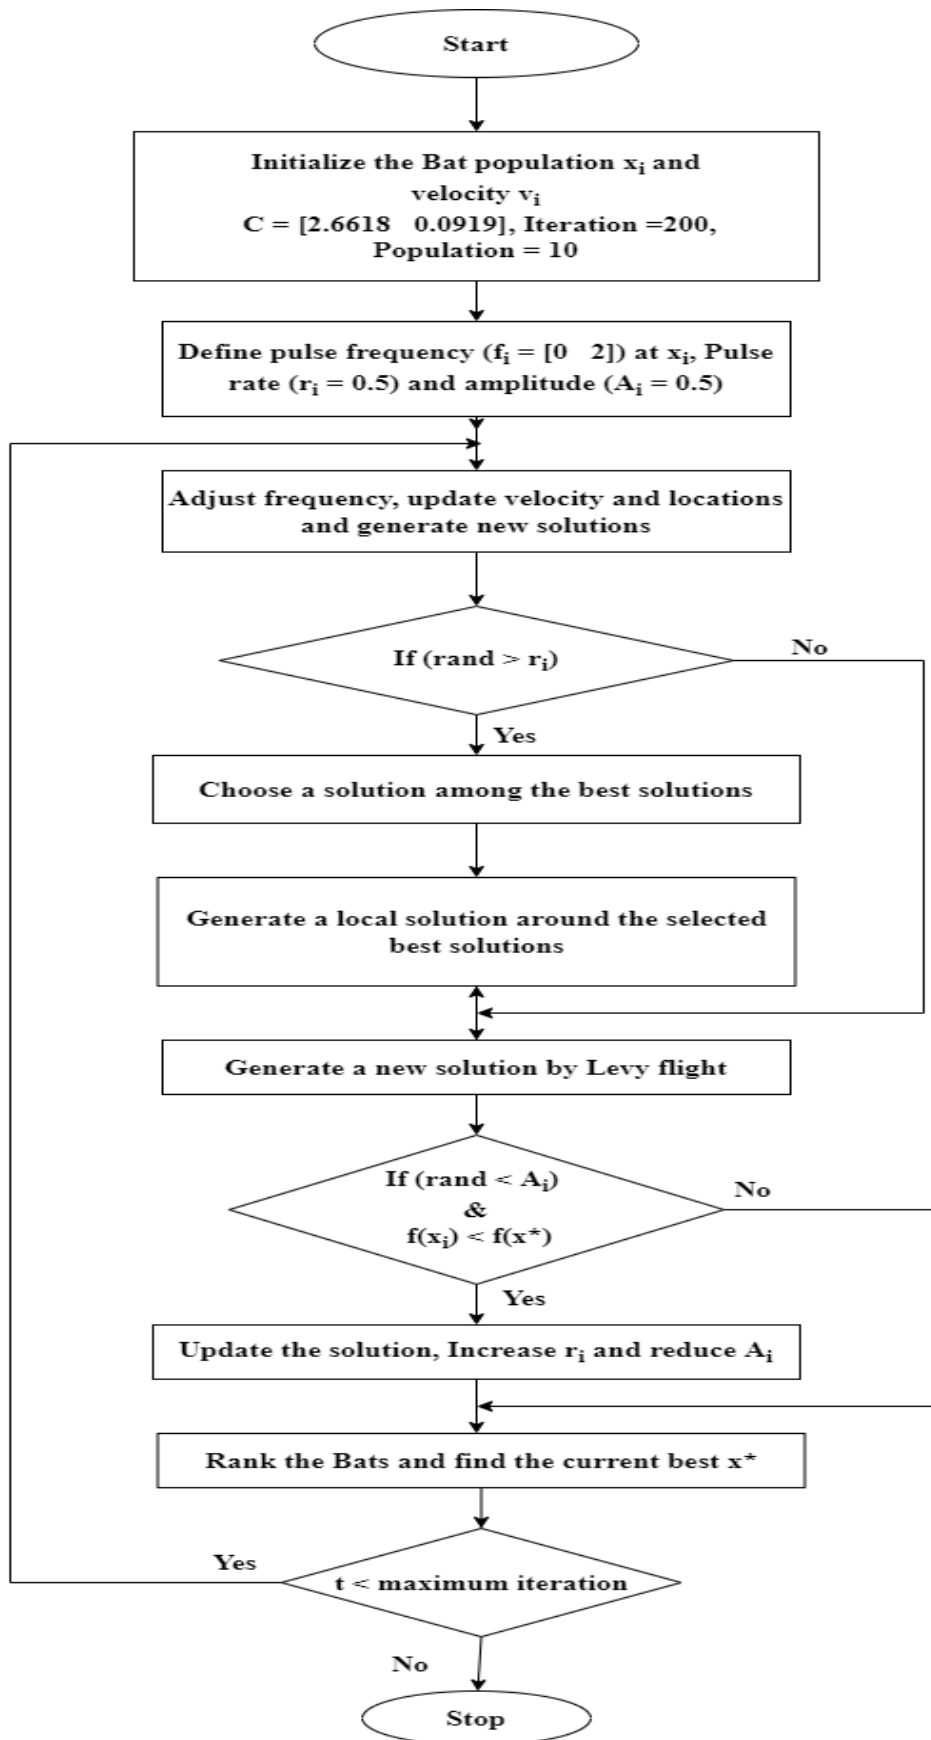 Start
Initialize the Bat population xᵢ and
velocity vᵢ
C = [2.6618 0.0919], Iteration =200,
Population = 10
Define pulse frequency (fᵢ = [0 2]) at xᵢ, Pulse
rate (rᵢ = 0.5) and amplitude (Aᵢ = 0.5)
Adjust frequency, update velocity and locations
and generate new solutions
If (rand > rᵢ)
No
Yes
Choose a solution among the best solutions
Generate a local solution around the selected
best solutions
Generate a new solution by Levy flight
If (rand < Aᵢ)
&
f(xᵢ) < f(x*)
No
Yes
Update the solution, Increase rᵢ and reduce Aᵢ
Rank the Bats and find the current best x*
Yes
t < maximum iteration
No
Stop